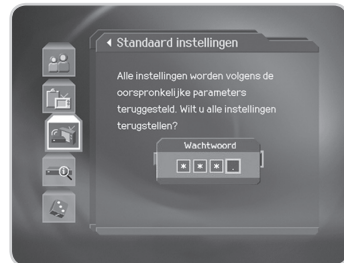 Standaard instellingen
Alle instellingen worden volgens de
oorspronkelijke parameters
teruggesteld. Wilt u alle instellingen
terugstellen?
Wachtwoord
* * * .